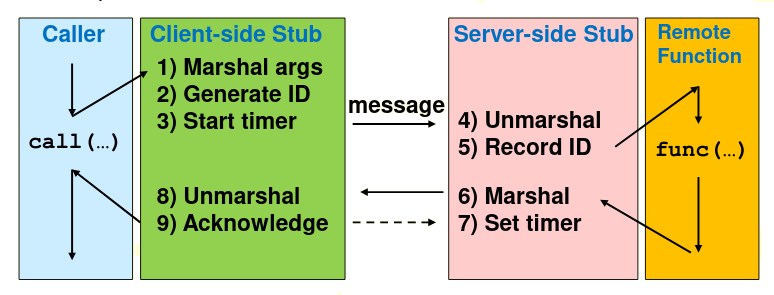 Caller
call(…)
Client-side Stub
1) Marshal args
2) Generate ID
3) Start timer
8) Unmarshal
9) Acknowledge
message
Server-side Stub
4) Unmarshal
5) Record ID
6) Marshal
7) Set timer
Remote
Function
func(…)